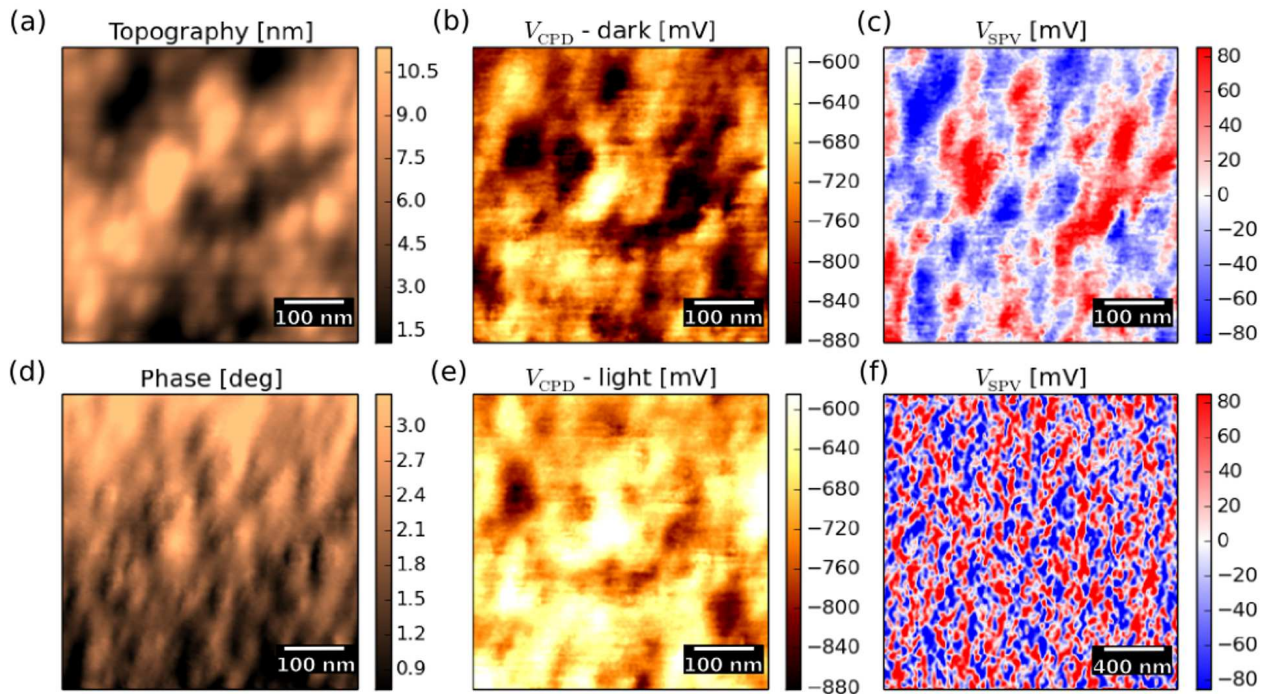 (a)
Topography [nm]
10.5
9.0
7.5
6.0
4.5
3.0
1.5
100 nm
(b)
V_CPD - dark [mV]
−600
−640
−680
−720
−760
−800
−840
−880
100 nm
(c)
V_SPV [mV]
80
60
40
20
0
−20
−40
−60
−80
100 nm
(d)
Phase [deg]
3.0
2.7
2.4
2.1
1.8
1.5
1.2
0.9
100 nm
(e)
V_CPD - light [mV]
−600
−640
−680
−720
−760
−800
−840
−880
100 nm
(f)
V_SPV [mV]
80
60
40
20
0
−20
−40
−60
−80
400 nm